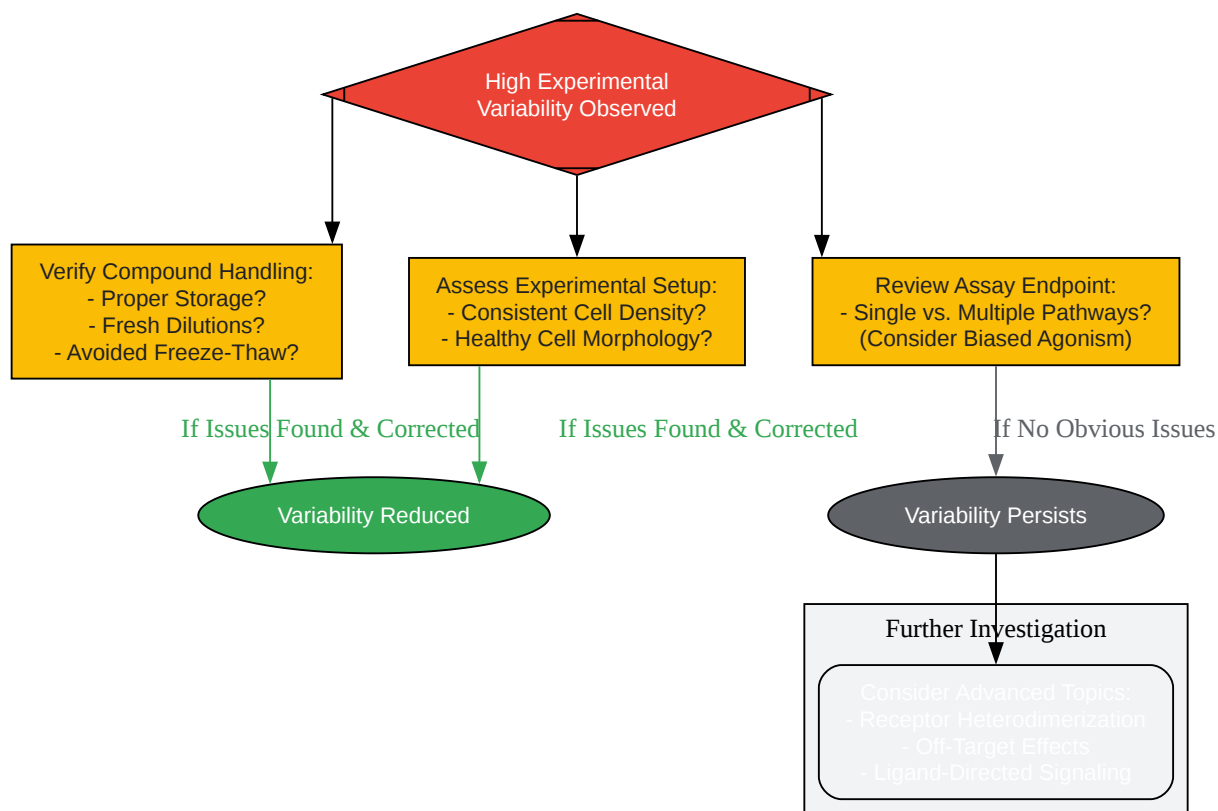 High Experimental
Variability Observed
Verify Compound Handling:
- Proper Storage?
- Fresh Dilutions?
- Avoided Freeze-Thaw?
Assess Experimental Setup:
- Consistent Cell Density?
- Healthy Cell Morphology?
Review Assay Endpoint:
- Single vs. Multiple Pathways?
(Consider Biased Agonism)
If Issues Found & Corrected
If Issues Found & Corrected
If No Obvious Issues
Variability Reduced
Variability Persists
Further Investigation
Consider Advanced Topics:
- Receptor Heterodimerization
- Off-Target Effects
- Ligand-Directed Signaling